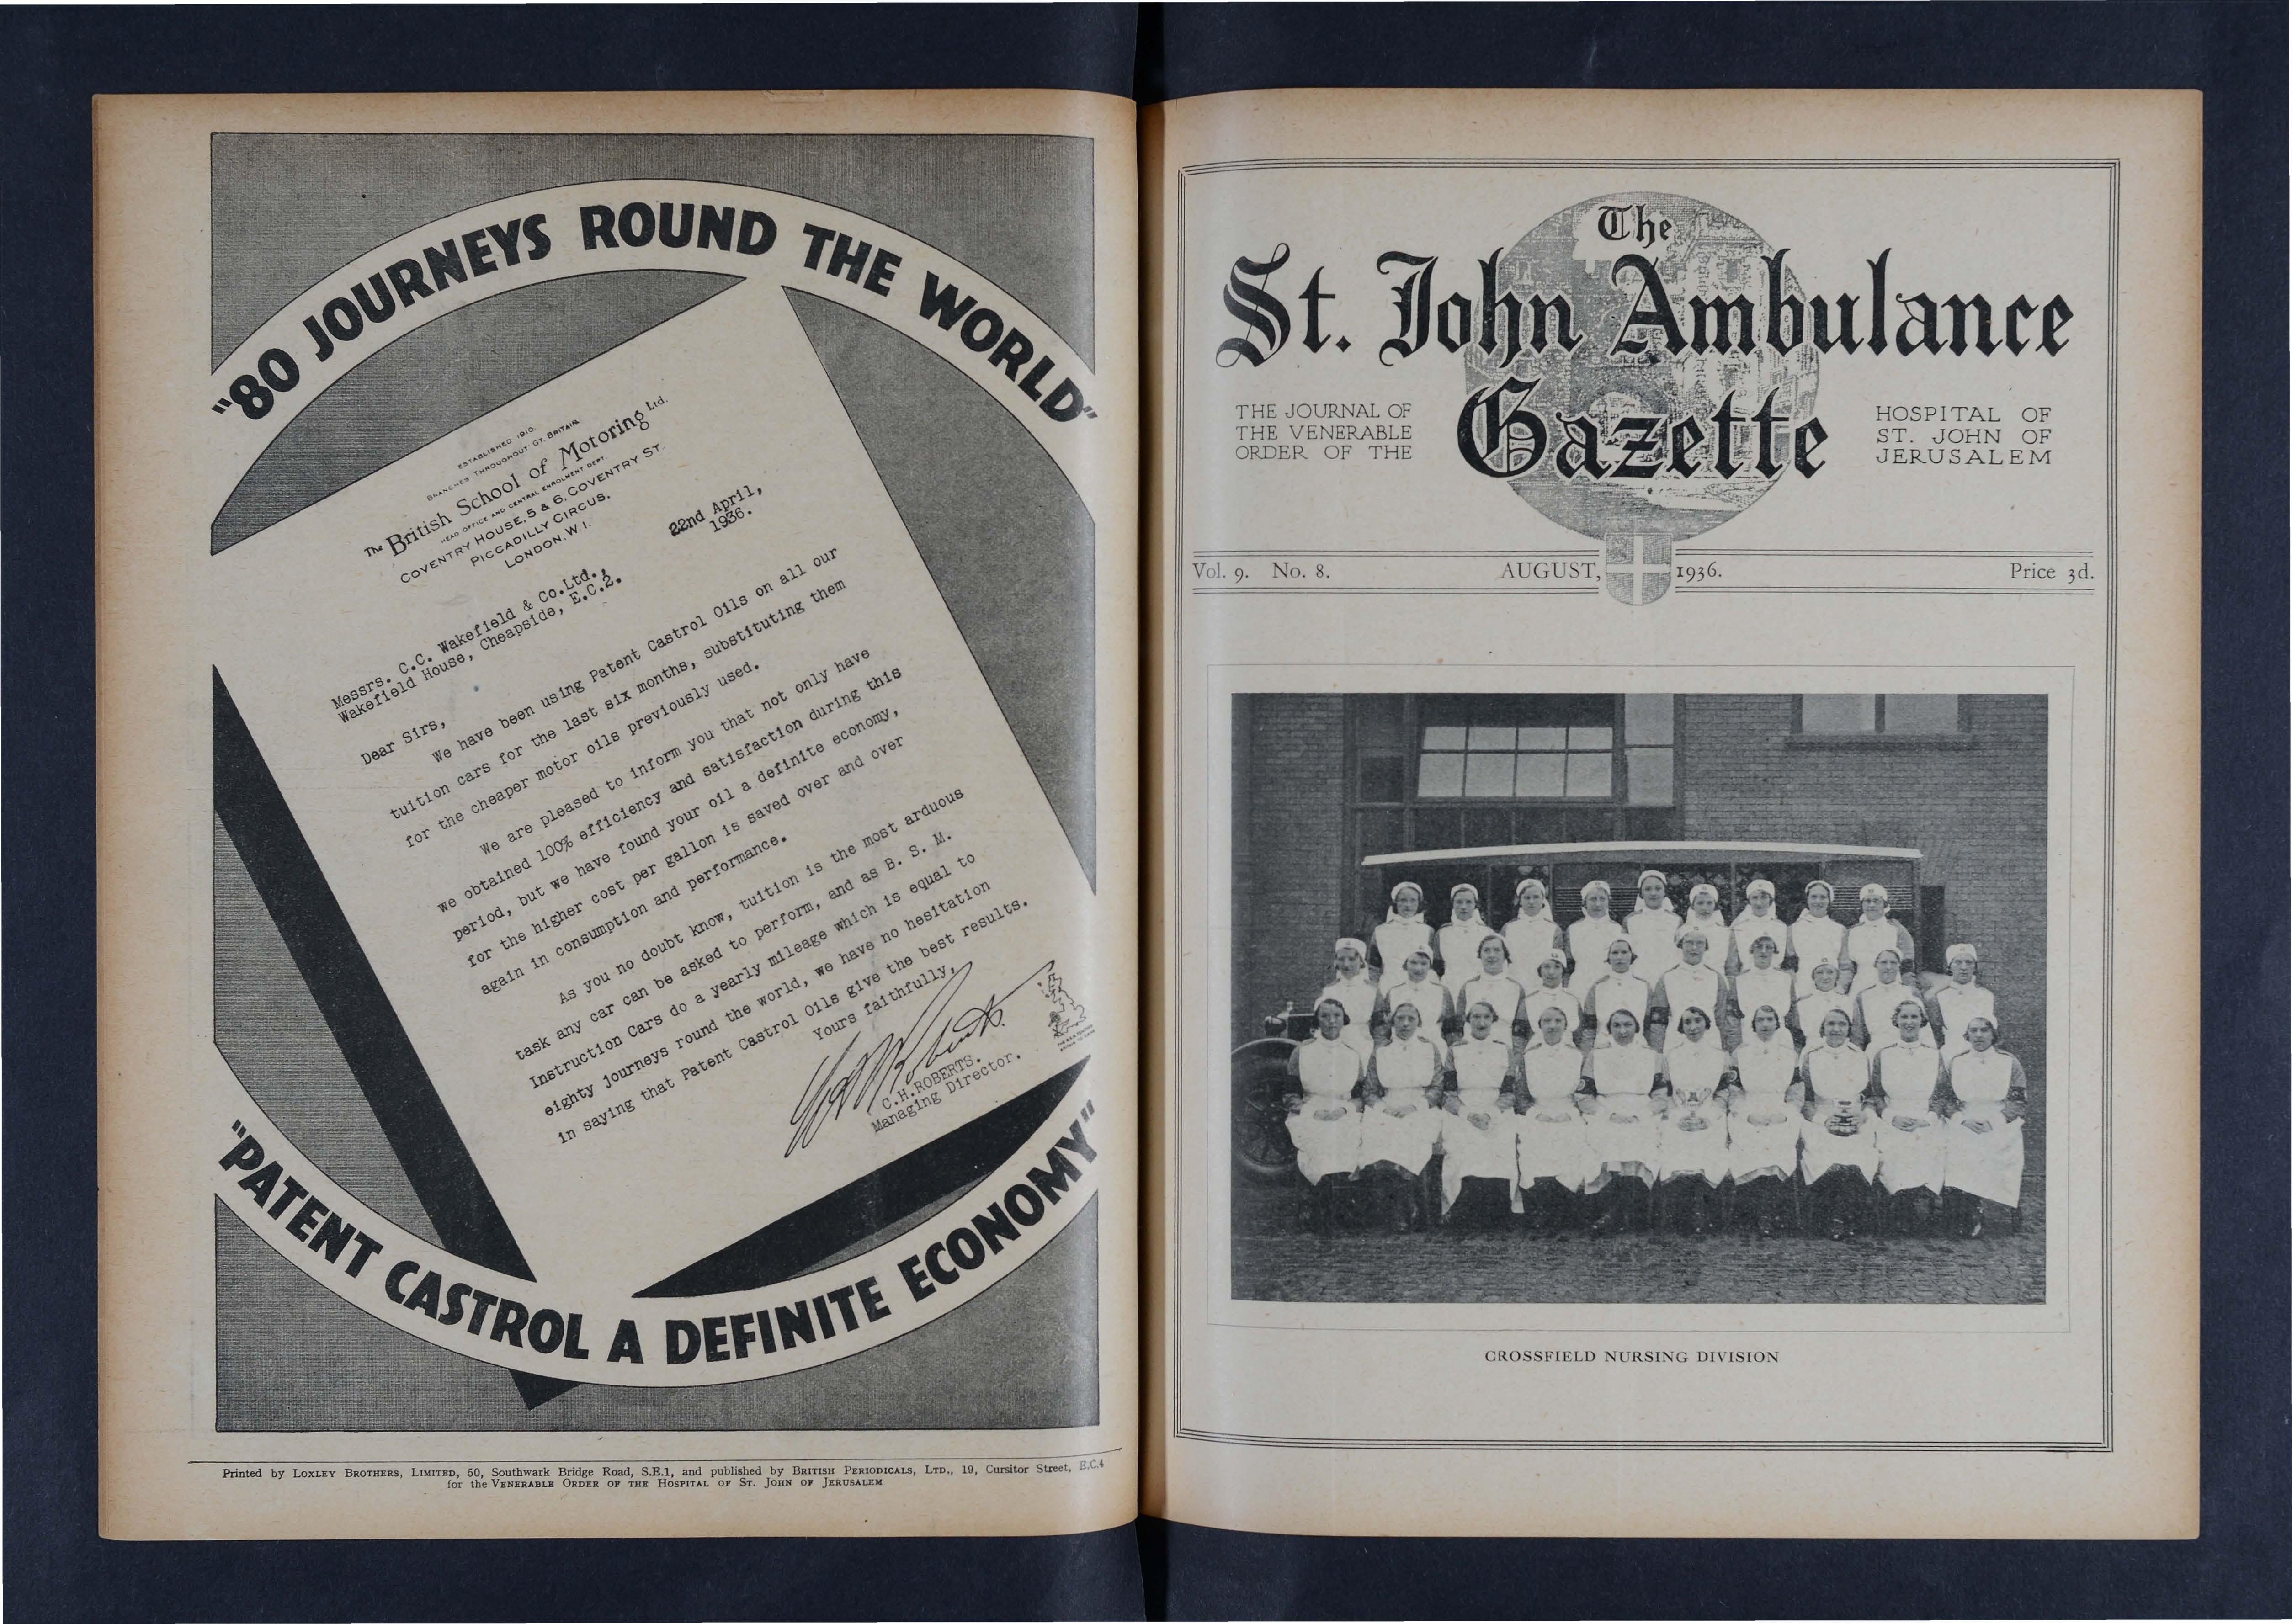 "80 JOURNEYS ROUND THE WORLD"
ESTABLISHED 1910.
BRANCHES THROUGHOUT GT. BRITAIN.
The British School of Motoring Ltd.
HEAD OFFICE AND CENTRAL ENROLMENT DEPT.
COVENTRY HOUSE, 5 & 6, COVENTRY ST.
PICCADILLY CIRCUS,
LONDON, W.1.
22nd April,
1936.
Messrs. C.C. Wakefield & Co.Ltd.,
Wakefield House, Cheapside, E.C.2.
Dear Sirs,
We have been using Patent Castrol Oils on all our
tuition cars for the last six months, substituting them
for the cheaper motor oils previously used.
We are pleased to inform you that not only have
we obtained 100% efficiency and satisfaction during this
period, but we have found your oil a definite economy,
for the higher cost per gallon is saved over and over
again in consumption and performance.
As you no doubt know, tuition is the most arduous
task any car can be asked to perform, and as B. S. M.
Instruction Cars do a yearly mileage which is equal to
eighty journeys round the world, we have no hesitation
in saying that Patent Castrol Oils give the best results.
Yours faithfully,
C.H.ROBERTS.
Managing Director.
"PATENT CASTROL A DEFINITE ECONOMY"
Printed by LOXLEY BROTHERS, LIMITED, 50, Southwark Bridge Road, S.E.1, and published by BRITISH PERIODICALS, LTD., 19, Cursitor Street, E.C.4
for the VENERABLE ORDER OF THE HOSPITAL OF ST. JOHN OF JERUSALEM
The
St. John Ambulance
Gazette
THE JOURNAL OF
THE VENERABLE
ORDER OF THE
HOSPITAL OF
ST. JOHN OF
JERUSALEM
Vol. 9. No. 8. AUGUST, 1936. Price 3d.
CROSSFIELD NURSING DIVISION